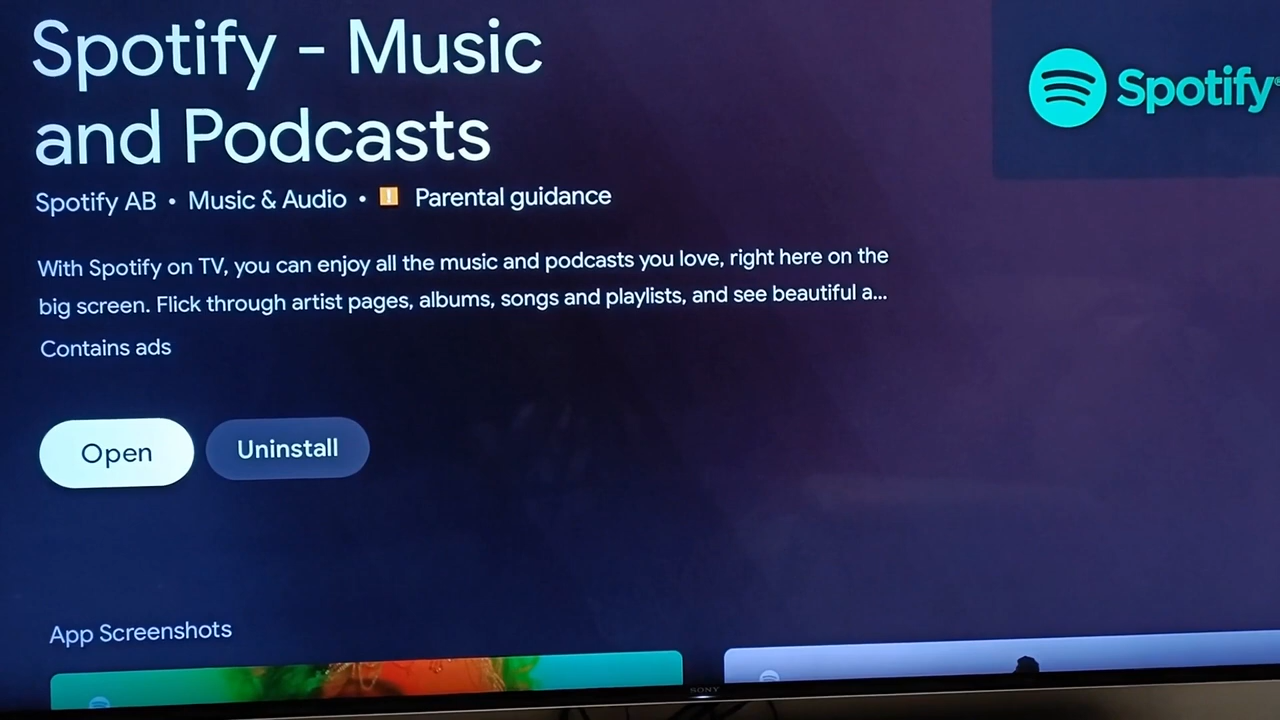 Spotify - Music
and Podcasts
Spotify®
Spotify AB • Music & Audio • Parental guidance
With Spotify on TV, you can enjoy all the music and podcasts you love, right here on the
big screen. Flick through artist pages, albums, songs and playlists, and see beautiful a...
Contains ads
Open
Uninstall
App Screenshots
SONY